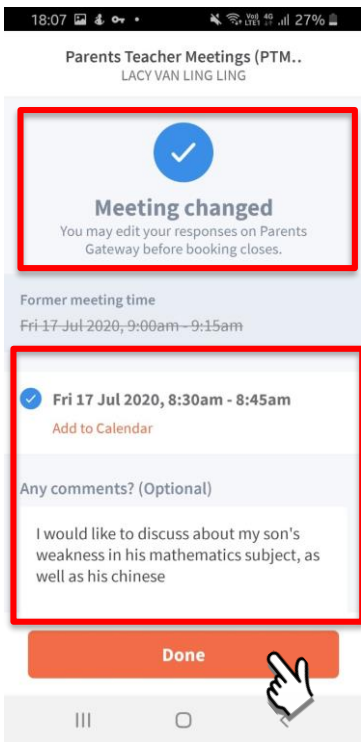 18:07 27%
Parents Teacher Meetings (PTM..
LACY VAN LING LING
Meeting changed
You may edit your responses on Parents
Gateway before booking closes.
Former meeting time
Fri 17 Jul 2020, 9:00am - 9:15am
Fri 17 Jul 2020, 8:30am - 8:45am
Add to Calendar
Any comments? (Optional)
I would like to discuss about my son's
weakness in his mathematics subject, as
well as his chinese
Done